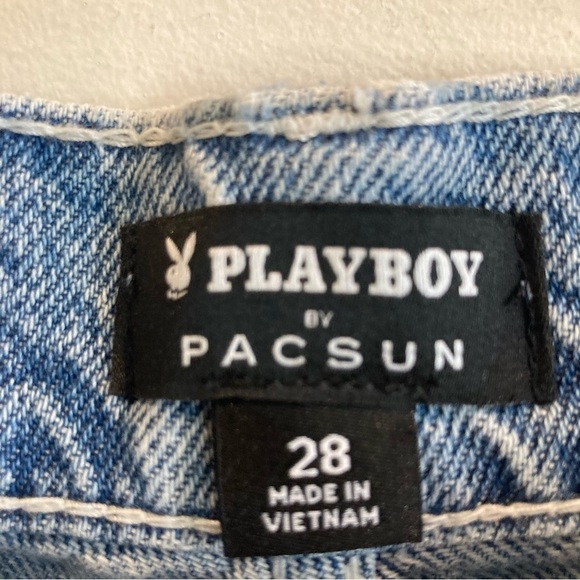 PLAYBOY
BY
PACSUN
28
MADE IN
VIETNAM